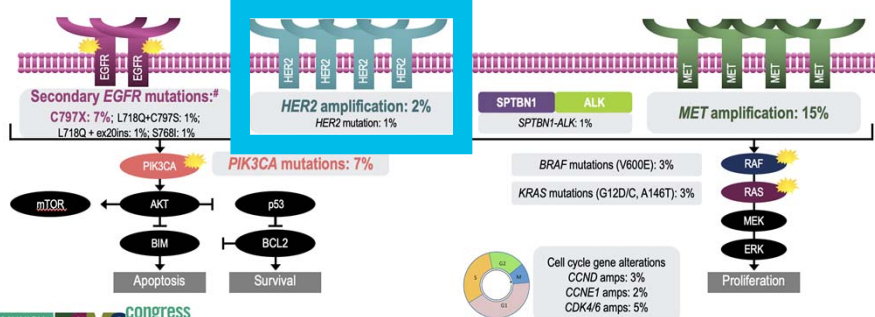 EGFR
EGFR
HER2
HER2
HER2
HER2
MET
MET
MET
MET
Secondary EGFR mutations:#
C797X: 7%; L718Q+C797S: 1%;
L718Q + ex20ins: 1%; S768I: 1%
HER2 amplification: 2%
HER2 mutation: 1%
SPTBN1 ALK
SPTBN1-ALK: 1%
MET amplification: 15%
PIK3CA
PIK3CA mutations: 7%
BRAF mutations (V600E): 3%
RAF
KRAS mutations (G12D/C, A146T): 3%
RAS
mTOR
AKT
p53
MEK
BIM
BCL2
ERK
Apoptosis
Survival
Proliferation
S
G2
M
G1
Cell cycle gene alterations
CCND amps: 3%
CCNE1 amps: 2%
CDK4/6 amps: 5%
congress